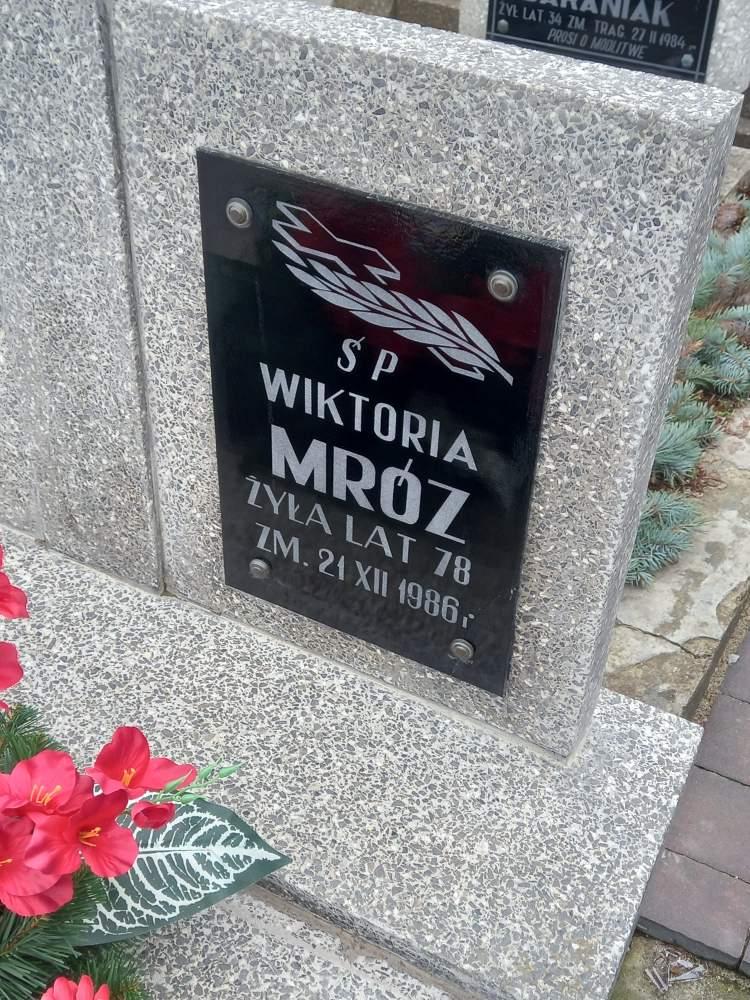 ARANIAK
ŻYŁ LAT 34 ZM. TRAG. 27 II 1984 r
PROSI O MODLITWĘ
Ś P
WIKTORIA
MRÓZ
ŻYŁA LAT 78
ZM. 21 XII 1986 r